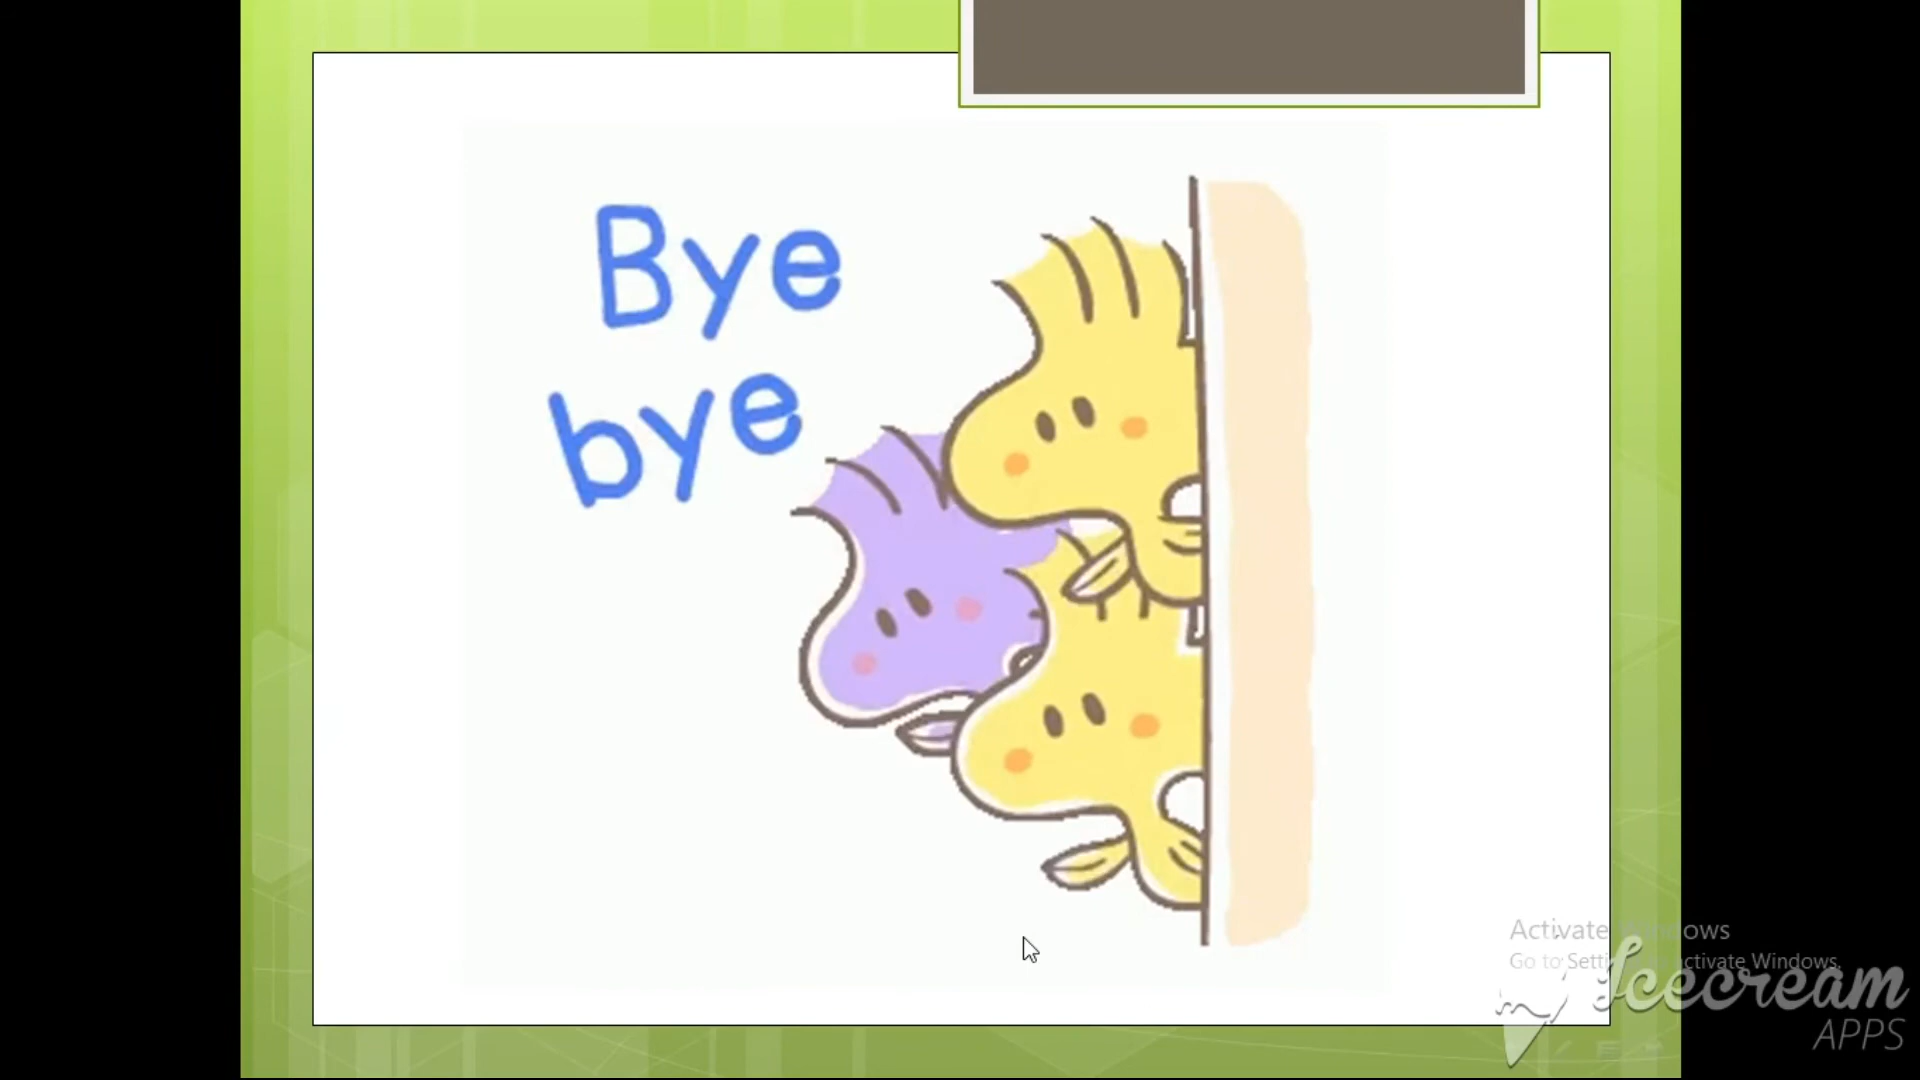 Bye
bye
Activate Windows
Go to Settings to activate Windows.
Icecream
APPS